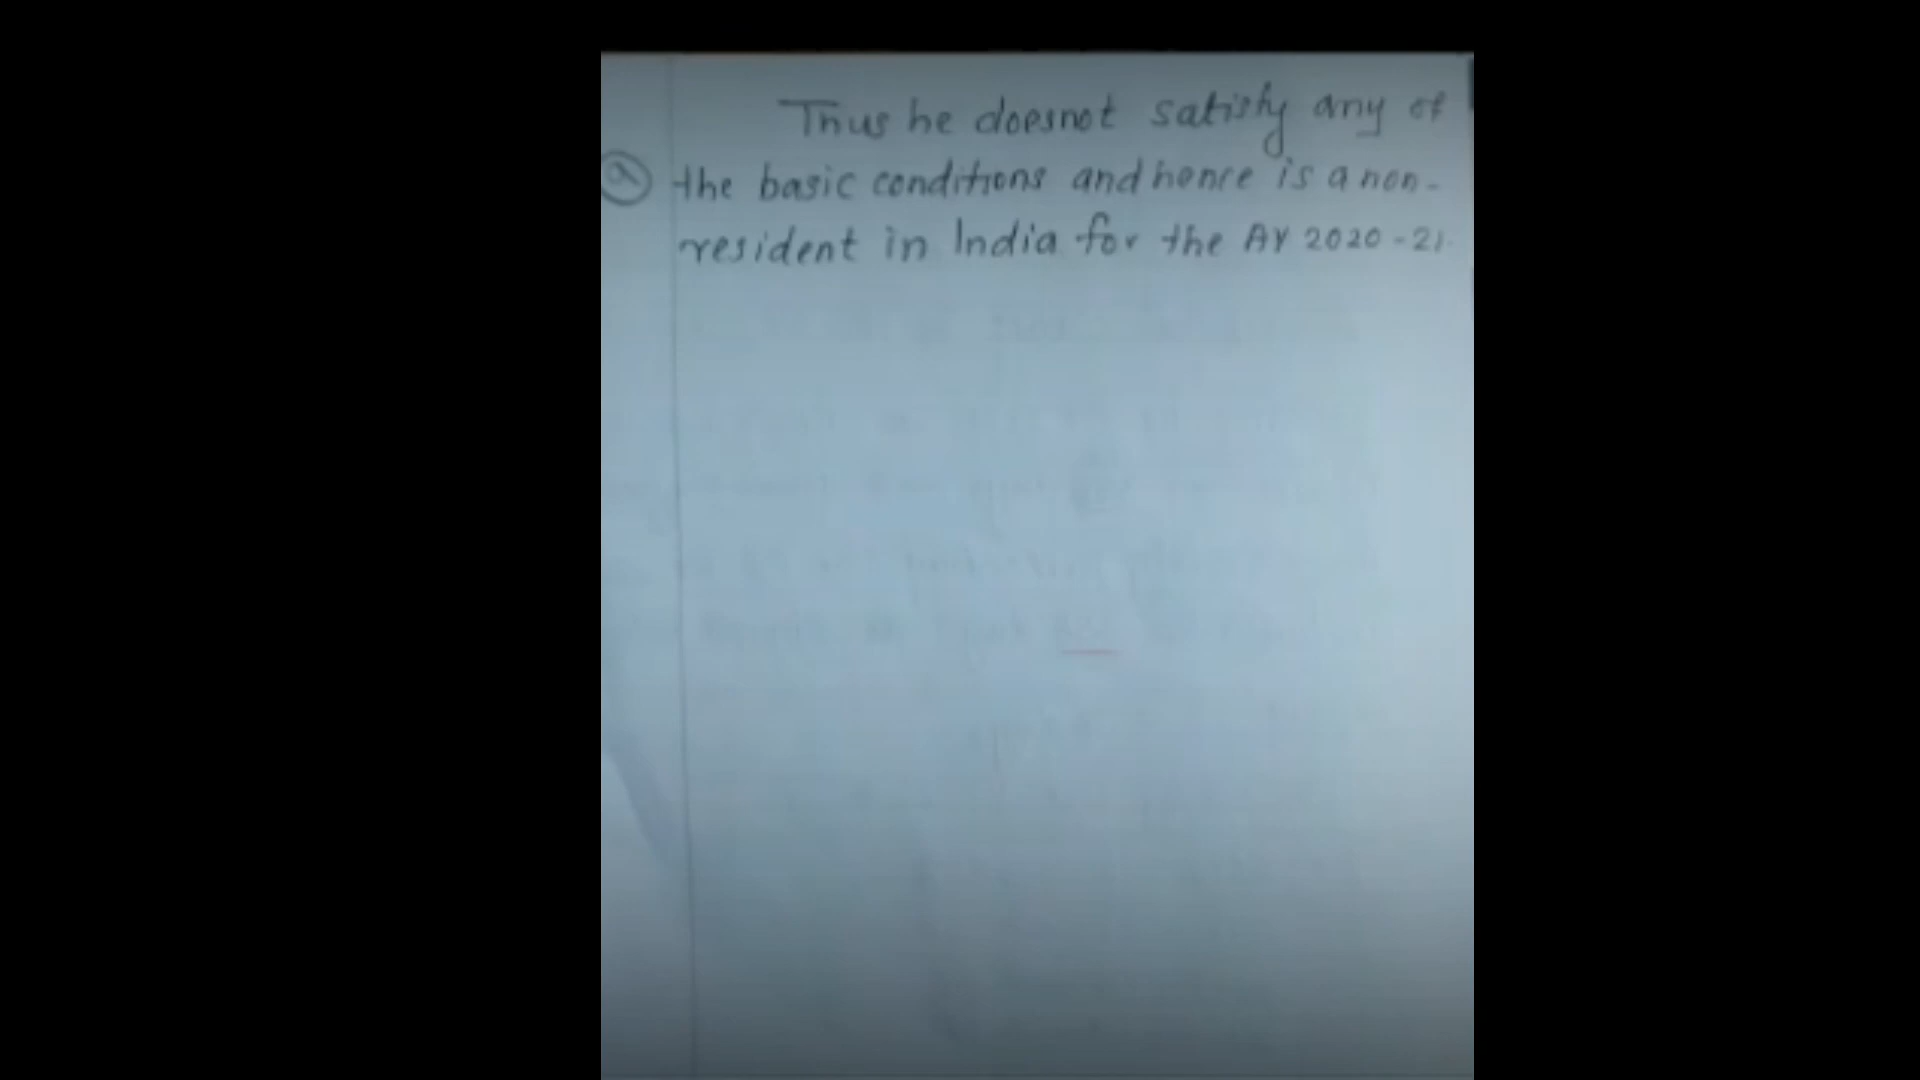 Thus he doesnot satisfy any of
the basic conditions and hence is a non-
resident in India for the AY 2020-21.